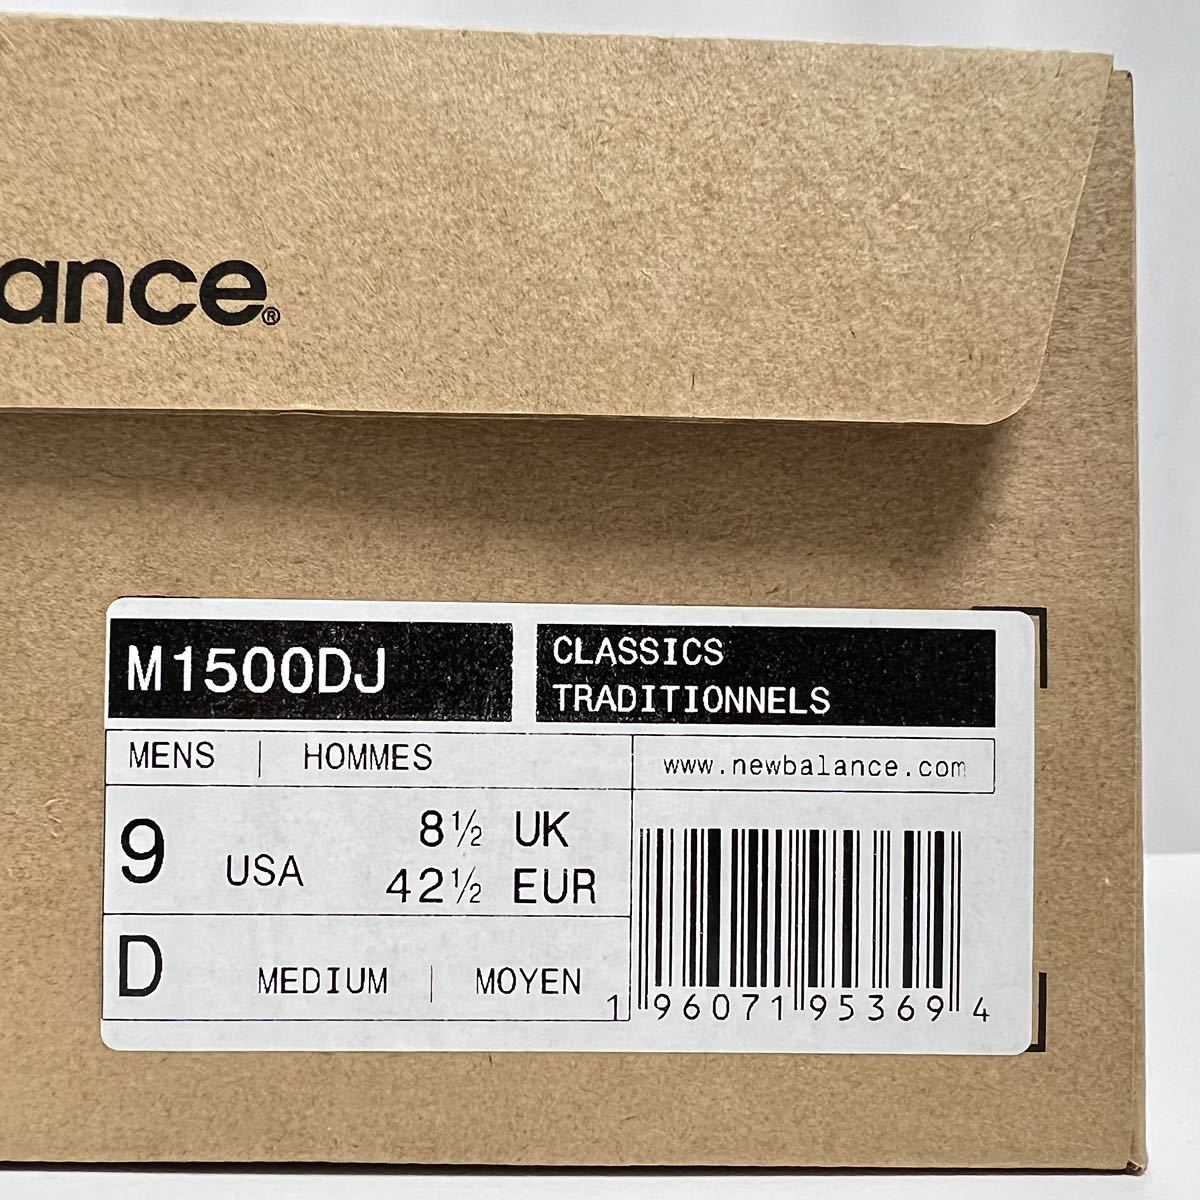 ance®
M1500DJ
CLASSICS
TRADITIONNELS
MENS | HOMMES
www.newbalance.com
9 USA
8½ UK
42½ EUR
D MEDIUM | MOYEN
1 96071 95369 4